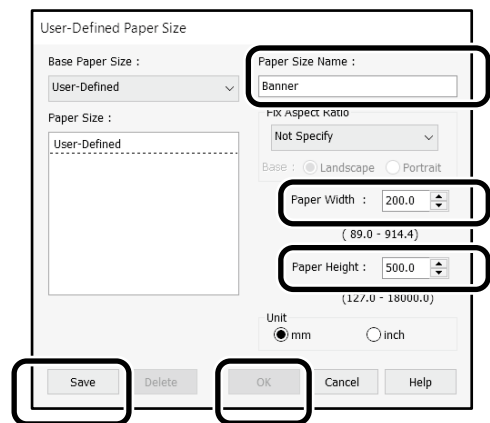 User-Defined Paper Size
Base Paper Size :
User-Defined
Paper Size Name :
Banner
Paper Size :
User-Defined
Fix Aspect Ratio
Not Specify
Base : Landscape Portrait
Paper Width : 200.0
( 89.0 - 914.4)
Paper Height : 500.0
(127.0 - 18000.0)
Unit
mm inch
Save Delete OK Cancel Help